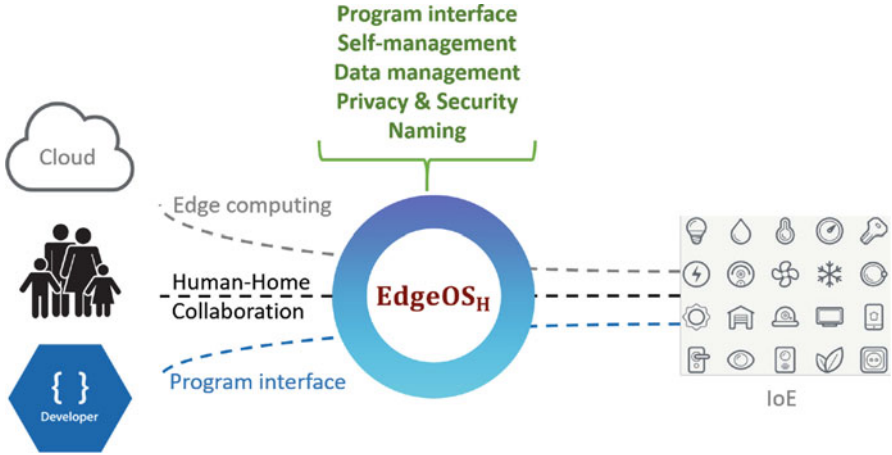 Program interface
Self-management
Data management
Privacy & Security
Naming
Cloud
Edge computing
Human-Home
Collaboration
EdgeOSH
{ }
Developer
Program interface
IoE